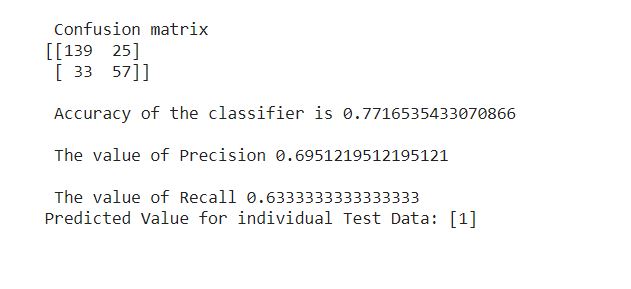 Confusion matrix
[[139  25]
 [ 33  57]]
Accuracy of the classifier is 0.7716535433070866
The value of Precision 0.6951219512195121
The value of Recall 0.6333333333333333
Predicted Value for individual Test Data: [1]